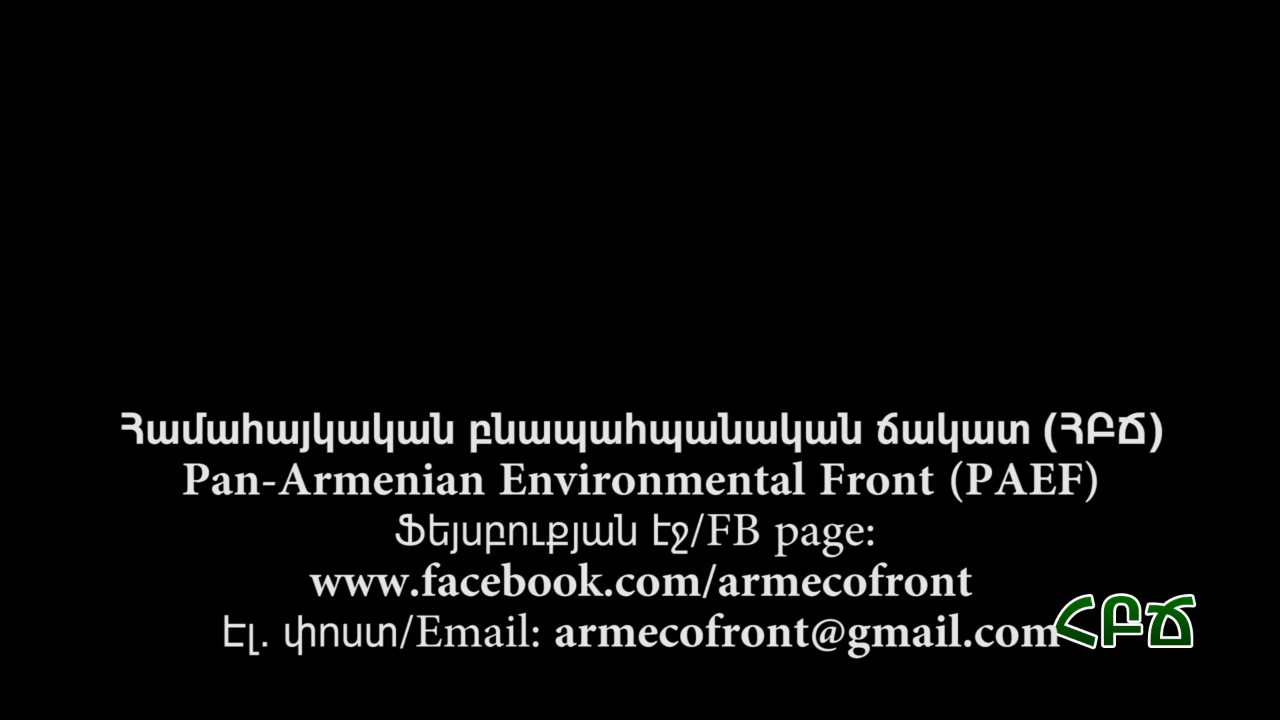 Համահայկական բնապահպանական ճակատ (ՀԲՃ)
Pan-Armenian Environmental Front (PAEF)
Ֆեյսբության էջ/FB page:
www.facebook.com/armecofront
Էլ. փոստ/Email: armecofront@gmail.com
ՀԲՃ